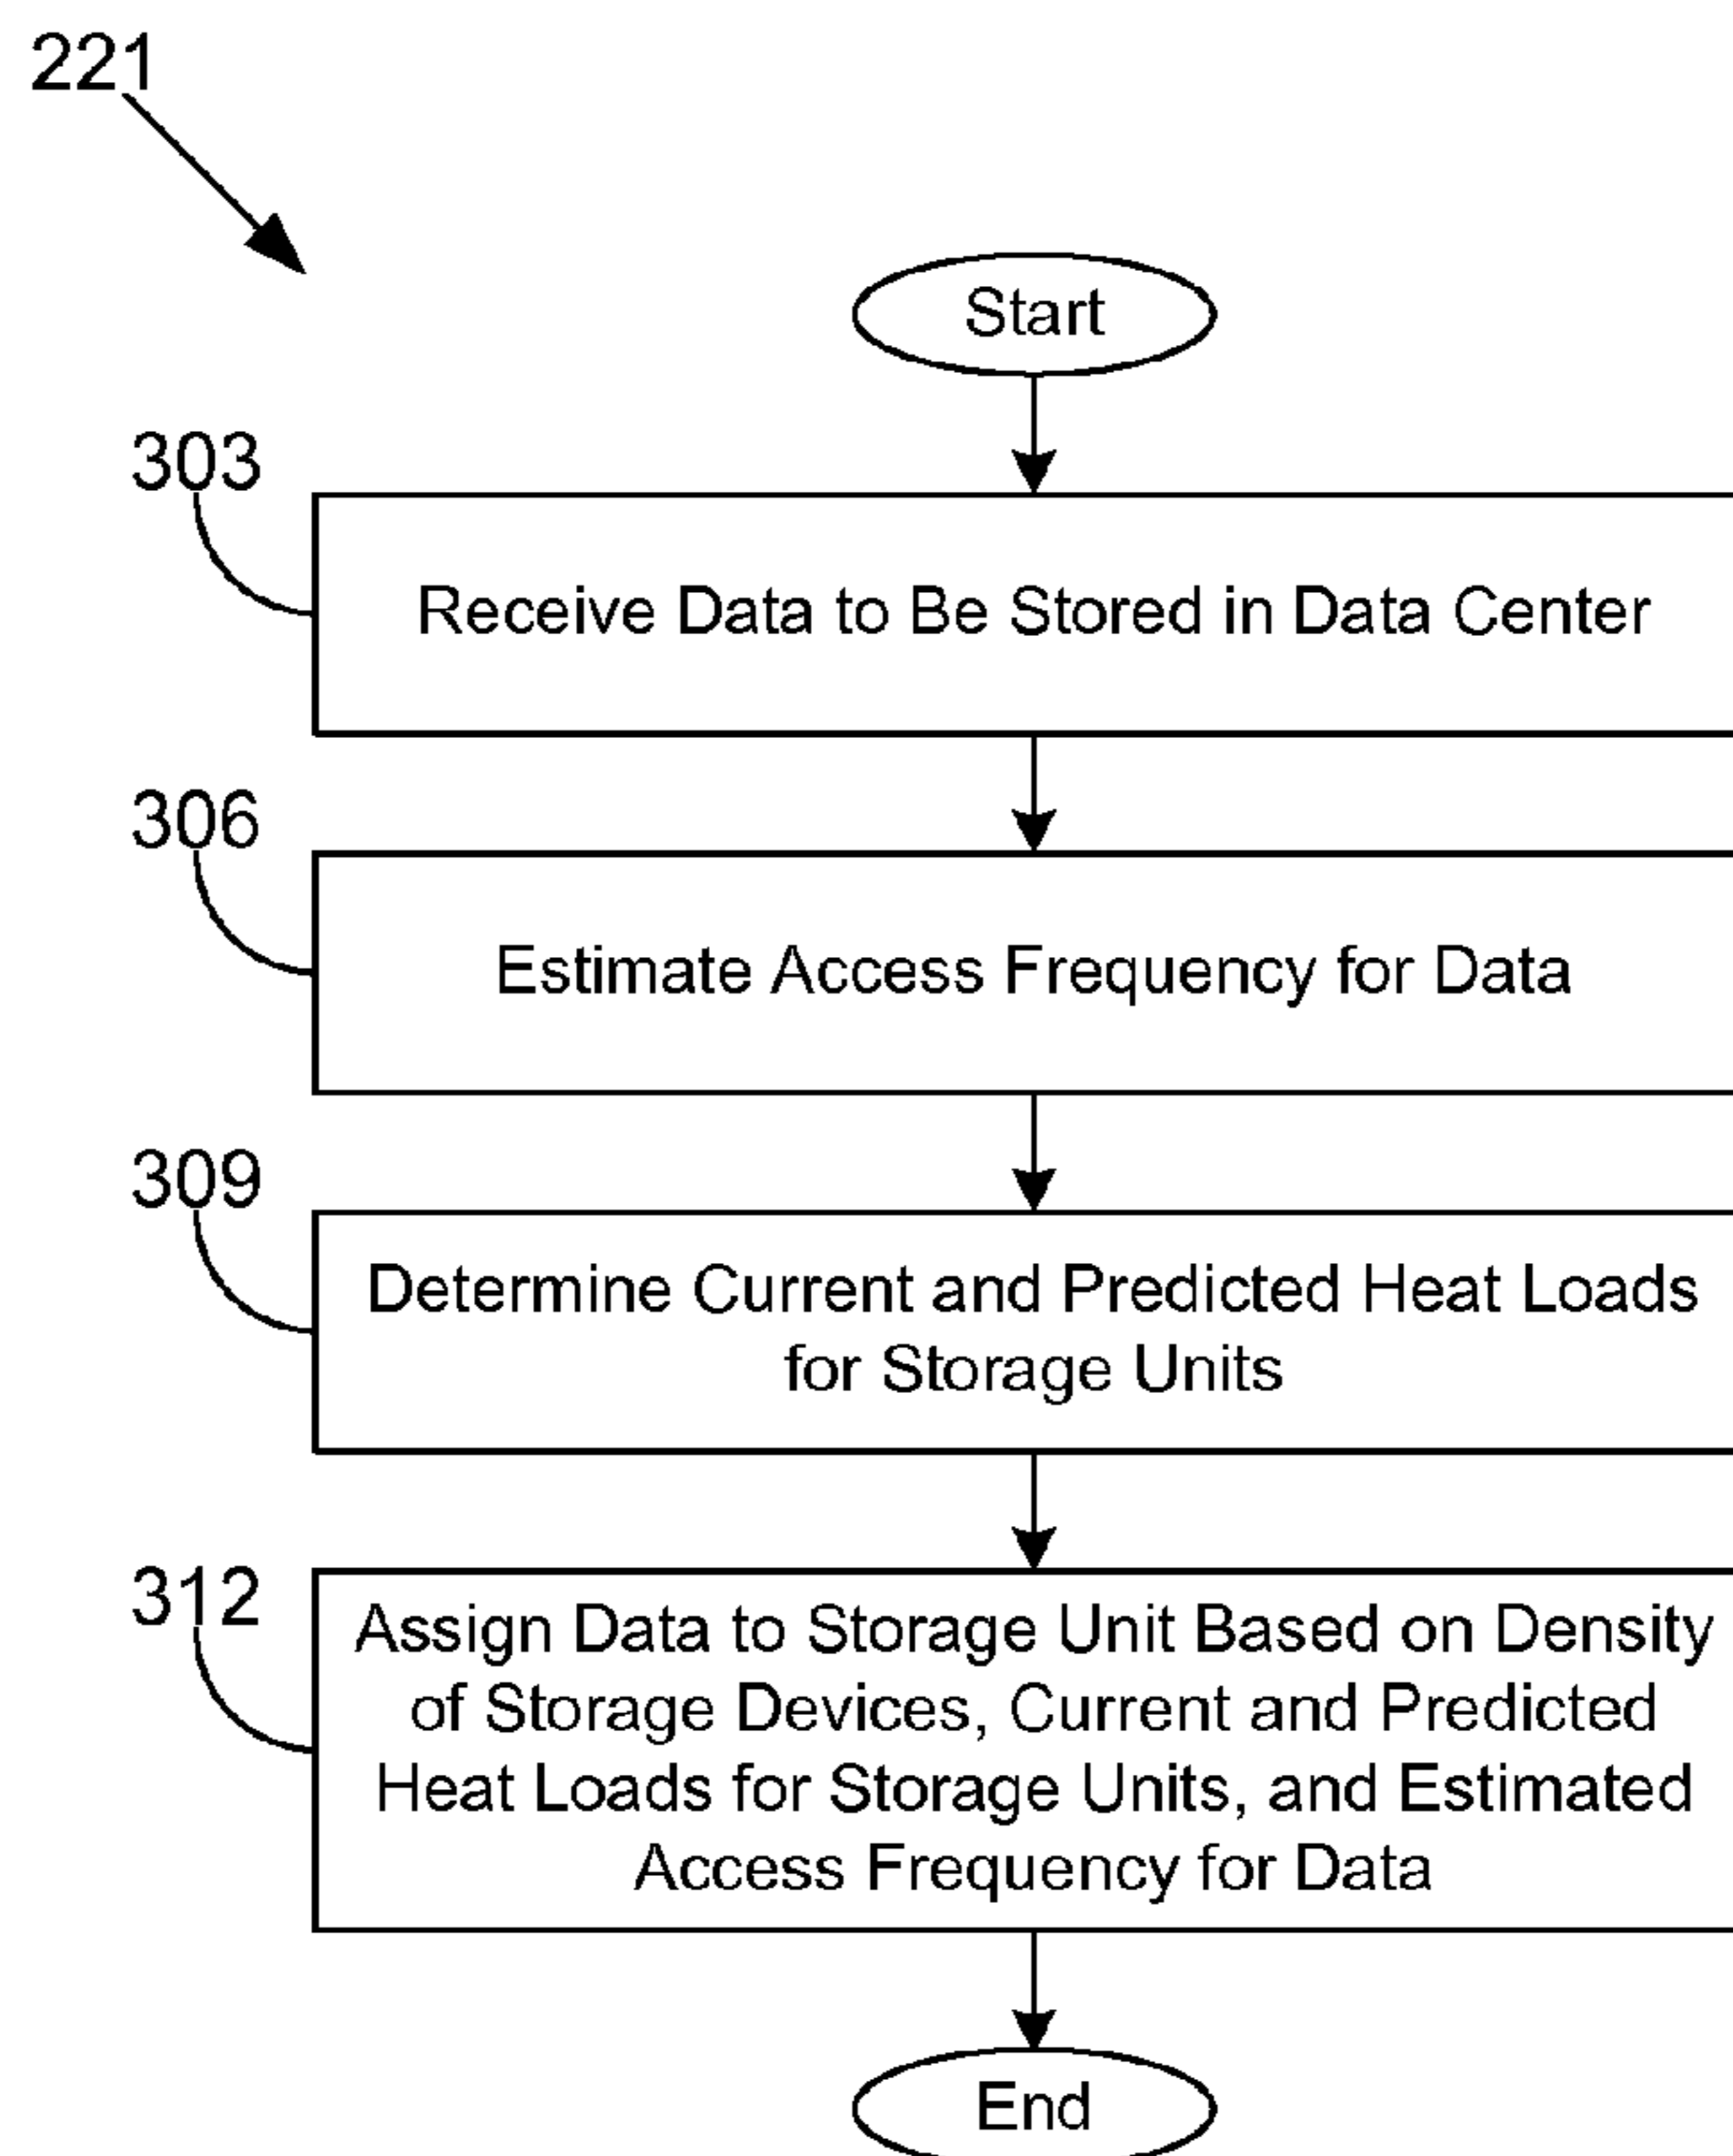 221
Start
303
Receive Data to Be Stored in Data Center
306
Estimate Access Frequency for Data
309
Determine Current and Predicted Heat Loads
for Storage Units
312
Assign Data to Storage Unit Based on Density
of Storage Devices, Current and Predicted
Heat Loads for Storage Units, and Estimated
Access Frequency for Data
End